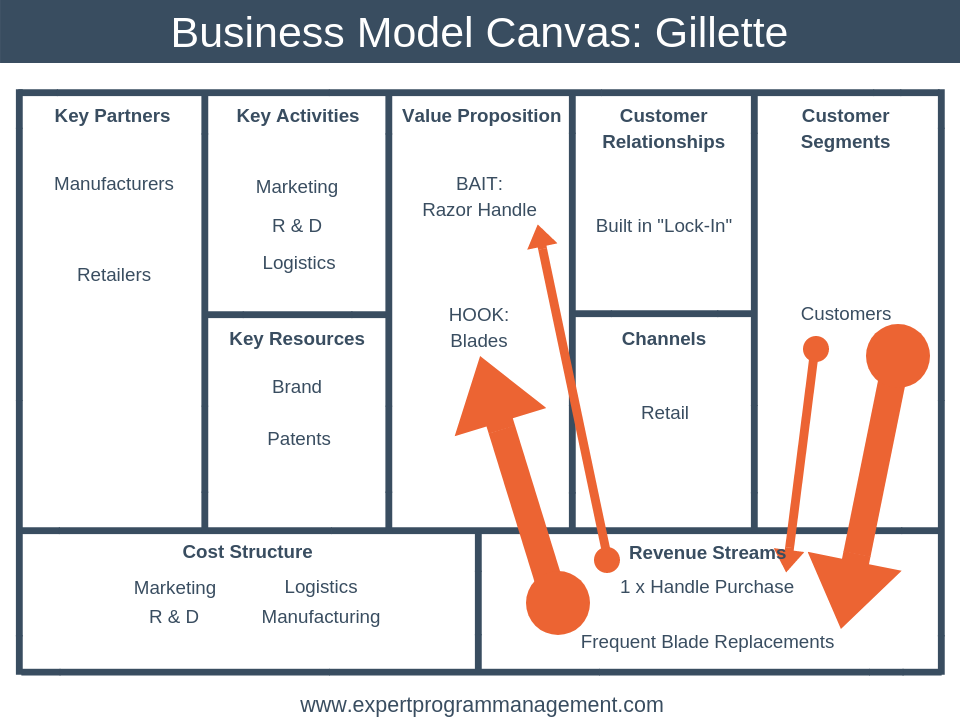 Business Model Canvas: Gillette
Key Partners
Manufacturers
Retailers
Key Activities
Marketing
R & D
Logistics
Key Resources
Brand
Patents
Value Proposition
BAIT:
Razor Handle
HOOK:
Blades
Customer
Relationships
Built in "Lock-In"
Channels
Retail
Customer
Segments
Customers
Cost Structure
Marketing
R & D
Logistics
Manufacturing
Revenue Streams
1 x Handle Purchase
Frequent Blade Replacements
www.expertprogrammanagement.com